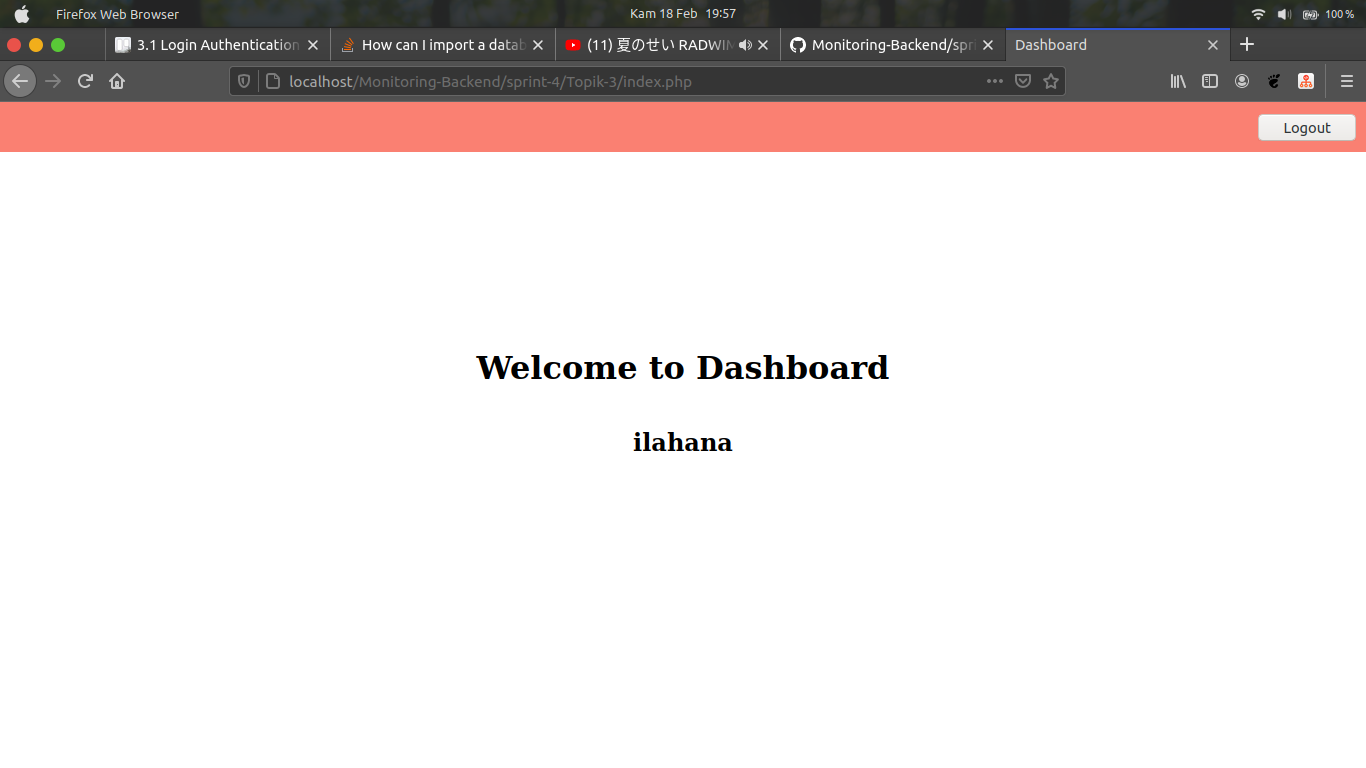 Firefox Web Browser
Kam 18 Feb 19:57
100 %
3.1 Login Authentication
How can I import a datab
(11) 夏のせい RADWIM
Monitoring-Backend/spri
Dashboard
localhost/Monitoring-Backend/sprint-4/Topik-3/index.php
Logout
Welcome to Dashboard
ilahana